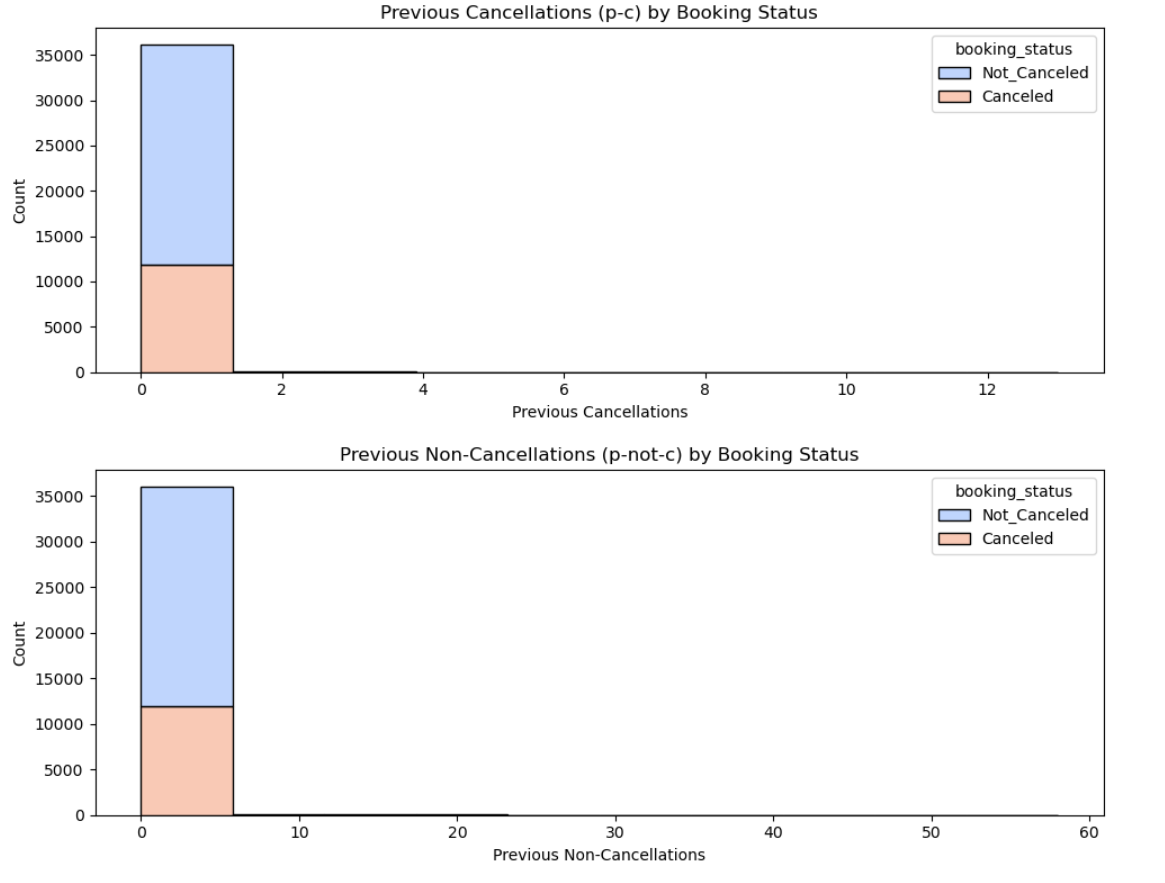 Previous Cancellations (p-c) by Booking Status
booking_status
Not_Canceled
Canceled
35000
30000
25000
20000
15000
10000
5000
0
Count
0 2 4 6 8 10 12
Previous Cancellations
Previous Non-Cancellations (p-not-c) by Booking Status
booking_status
Not_Canceled
Canceled
35000
30000
25000
20000
15000
10000
5000
0
Count
0 10 20 30 40 50 60
Previous Non-Cancellations